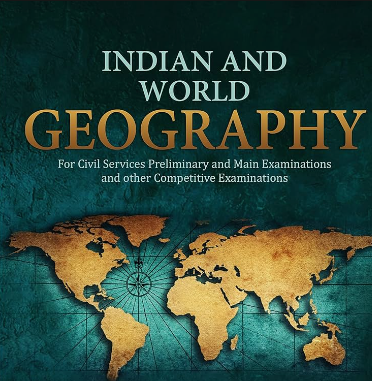 INDIAN AND
WORLD
GEOGRAPHY
For Civil Services Preliminary and Main Examinations
and other Competitive Examinations